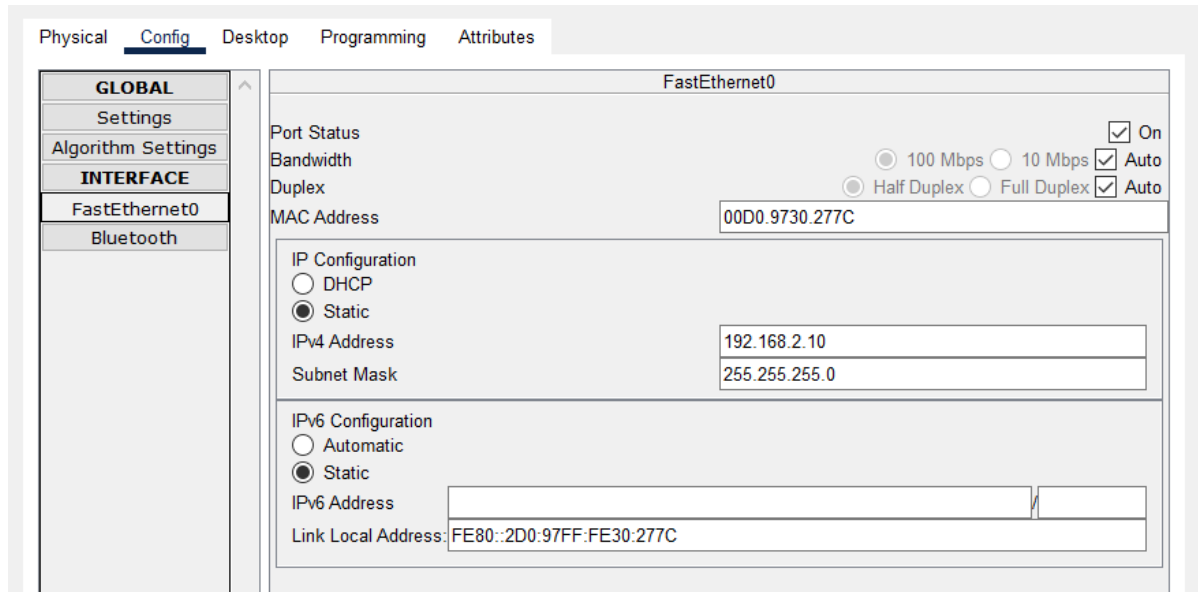 Physical Config Desktop Programming Attributes
GLOBAL
Settings
Algorithm Settings
INTERFACE
FastEthernet0
Bluetooth
FastEthernet0
Port Status On
Bandwidth 100 Mbps 10 Mbps Auto
Duplex Half Duplex Full Duplex Auto
MAC Address 00D0.9730.277C
IP Configuration
DHCP
Static
IPv4 Address 192.168.2.10
Subnet Mask 255.255.255.0
IPv6 Configuration
Automatic
Static
IPv6 Address /
Link Local Address: FE80::2D0:97FF:FE30:277C